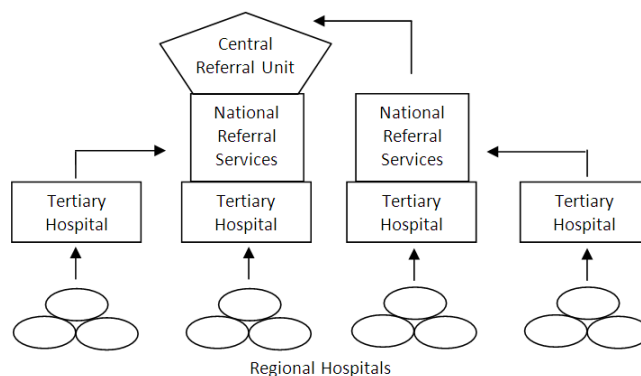 Central
Referral Unit
National
Referral
Services
National
Referral
Services
Tertiary
Hospital
Tertiary
Hospital
Tertiary
Hospital
Tertiary
Hospital
Regional Hospitals